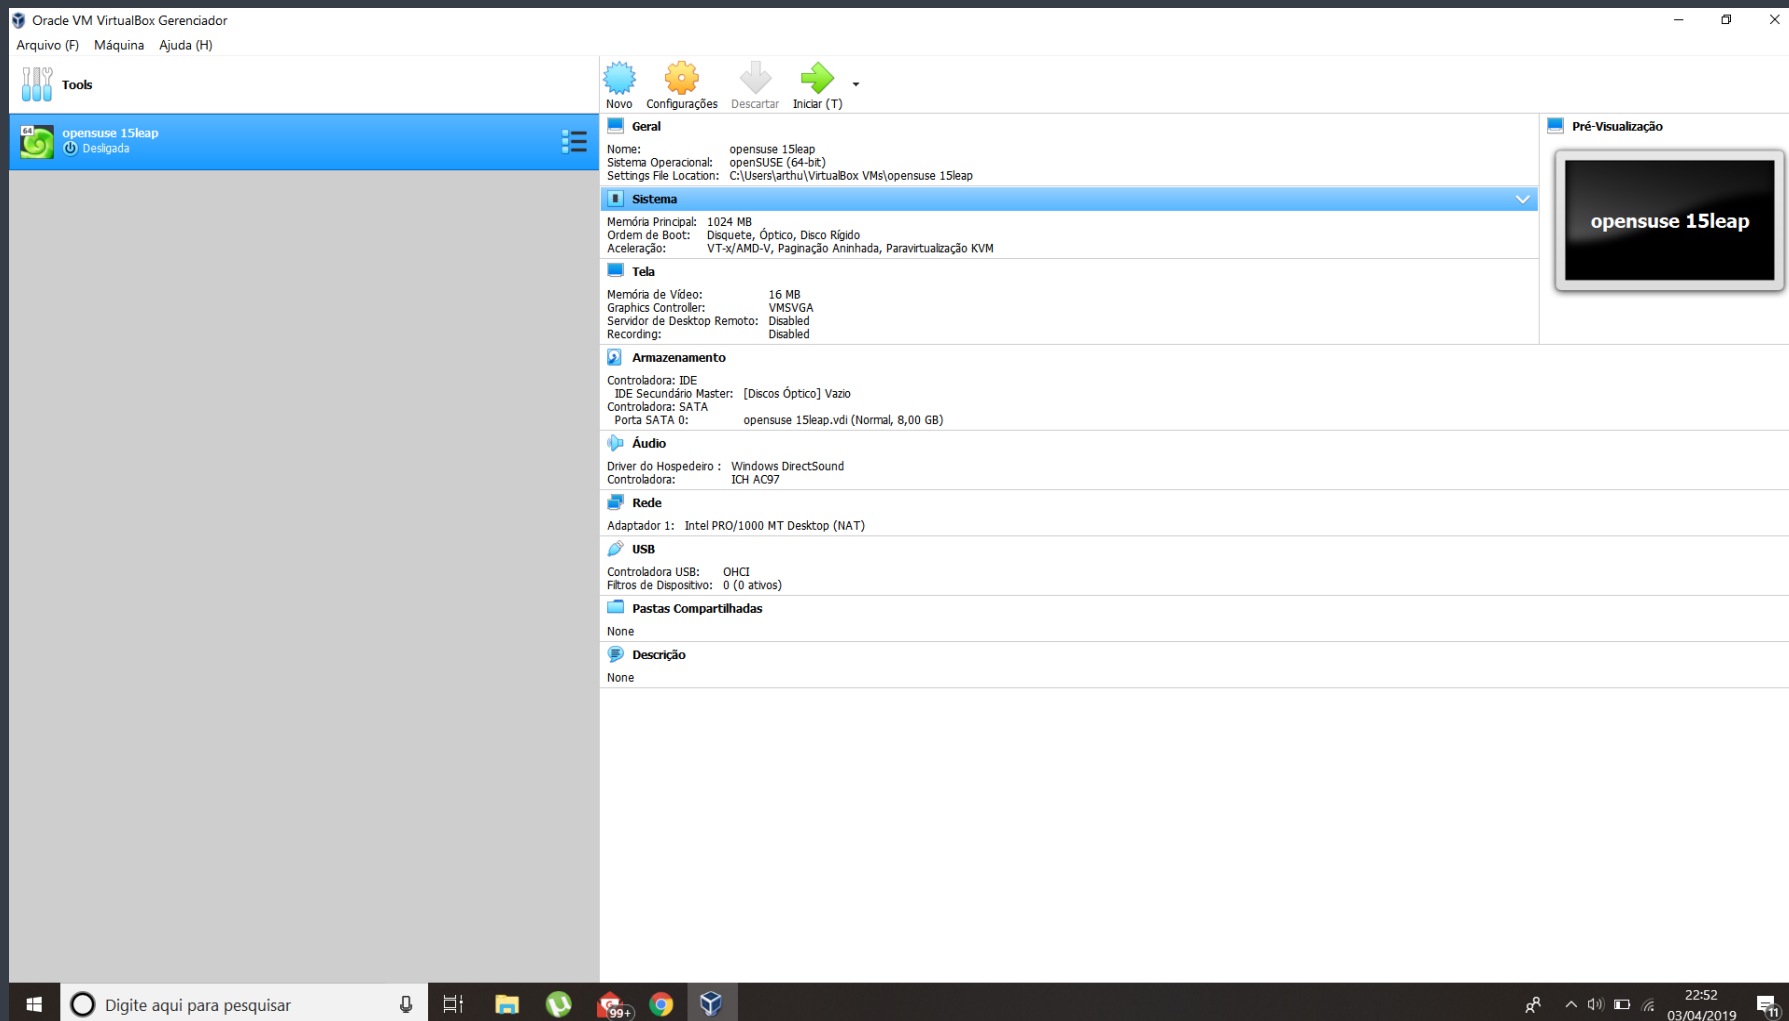 Oracle VM VirtualBox Gerenciador
Arquivo (F) Máquina Ajuda (H)
Tools
Novo Configurações Descartar Iniciar (T)
64
opensuse 15leap
Desligada
Geral
Nome: opensuse 15leap
Sistema Operacional: openSUSE (64-bit)
Settings File Location: C:\Users\arthu\VirtualBox VMs\opensuse 15leap
Sistema
Memória Principal: 1024 MB
Ordem de Boot: Disquete, Óptico, Disco Rígido
Aceleração: VT-x/AMD-V, Paginação Aninhada, Paravirtualização KVM
Tela
Memória de Vídeo: 16 MB
Graphics Controller: VMSVGA
Servidor de Desktop Remoto: Disabled
Recording: Disabled
Pré-Visualização
opensuse 15leap
Armazenamento
Controladora: IDE
IDE Secundário Master: [Discos Óptico] Vazio
Controladora: SATA
Porta SATA 0: opensuse 15leap.vdi (Normal, 8,00 GB)
Áudio
Driver do Hospedeiro : Windows DirectSound
Controladora: ICH AC97
Rede
Adaptador 1: Intel PRO/1000 MT Desktop (NAT)
USB
Controladora USB: OHCI
Filtros de Dispositivo: 0 (0 ativos)
Pastas Compartilhadas
None
Descrição
None
Digite aqui para pesquisar
99+
22:52
03/04/2019
11